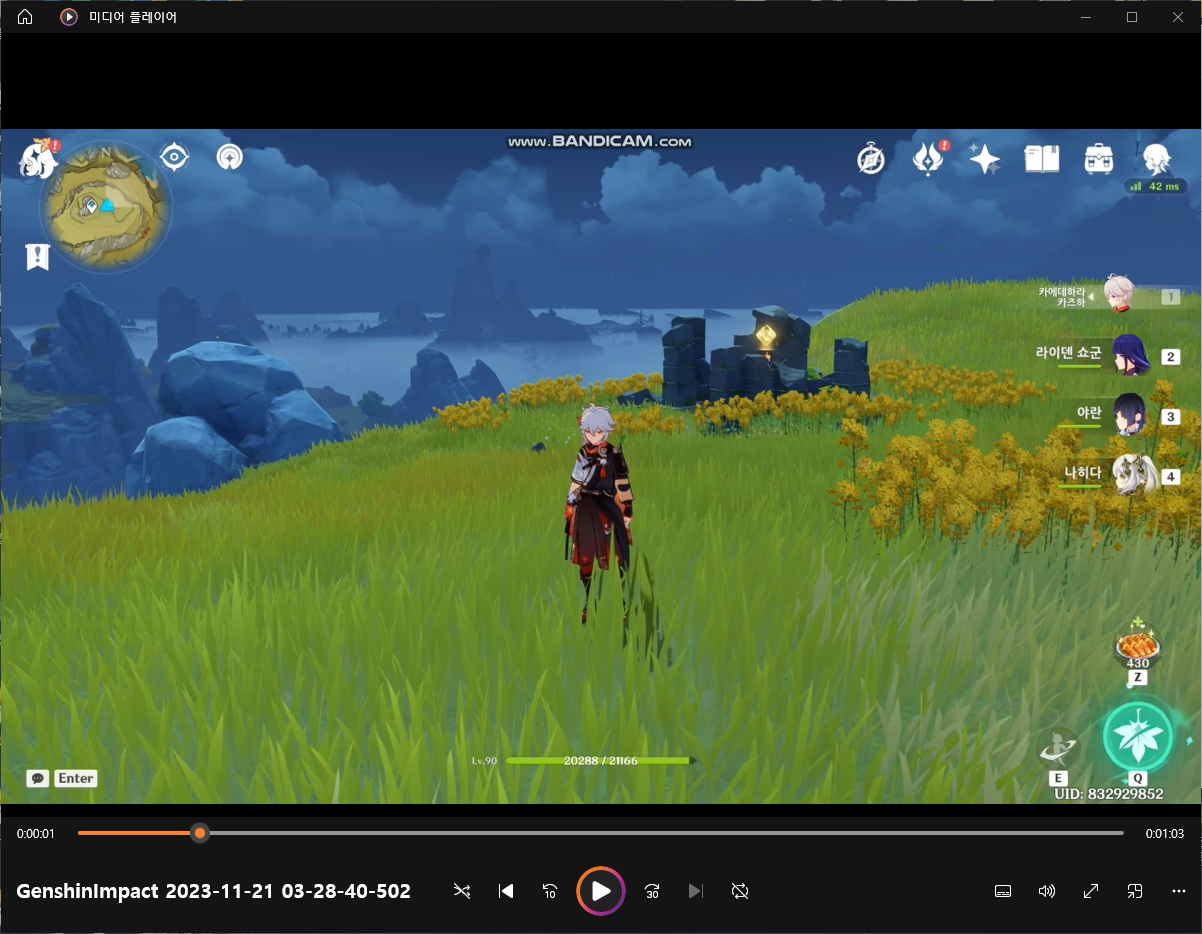 미디어 플레이어
www.BANDICAM.com
N
42 ms
카에데하라
카즈하
1
라이덴 쇼군
2
야란
3
나히다
4
430
Z
Lv.90
20288 / 21166
Enter
E
Q
UID: 832929852
0:00:01
0:01:03
GenshinImpact 2023-11-21 03-28-40-502
10
30